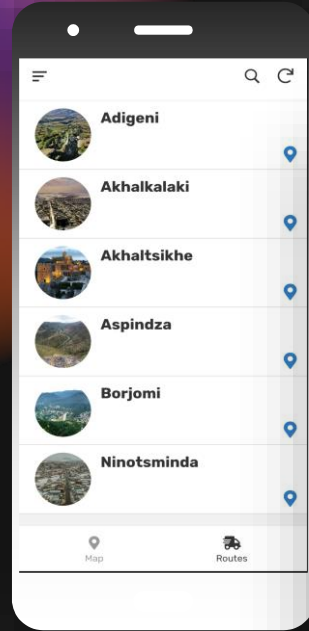 Adigeni
Akhalkalaki
Akhaltsikhe
Aspindza
Borjomi
Ninotsminda
Map
Routes